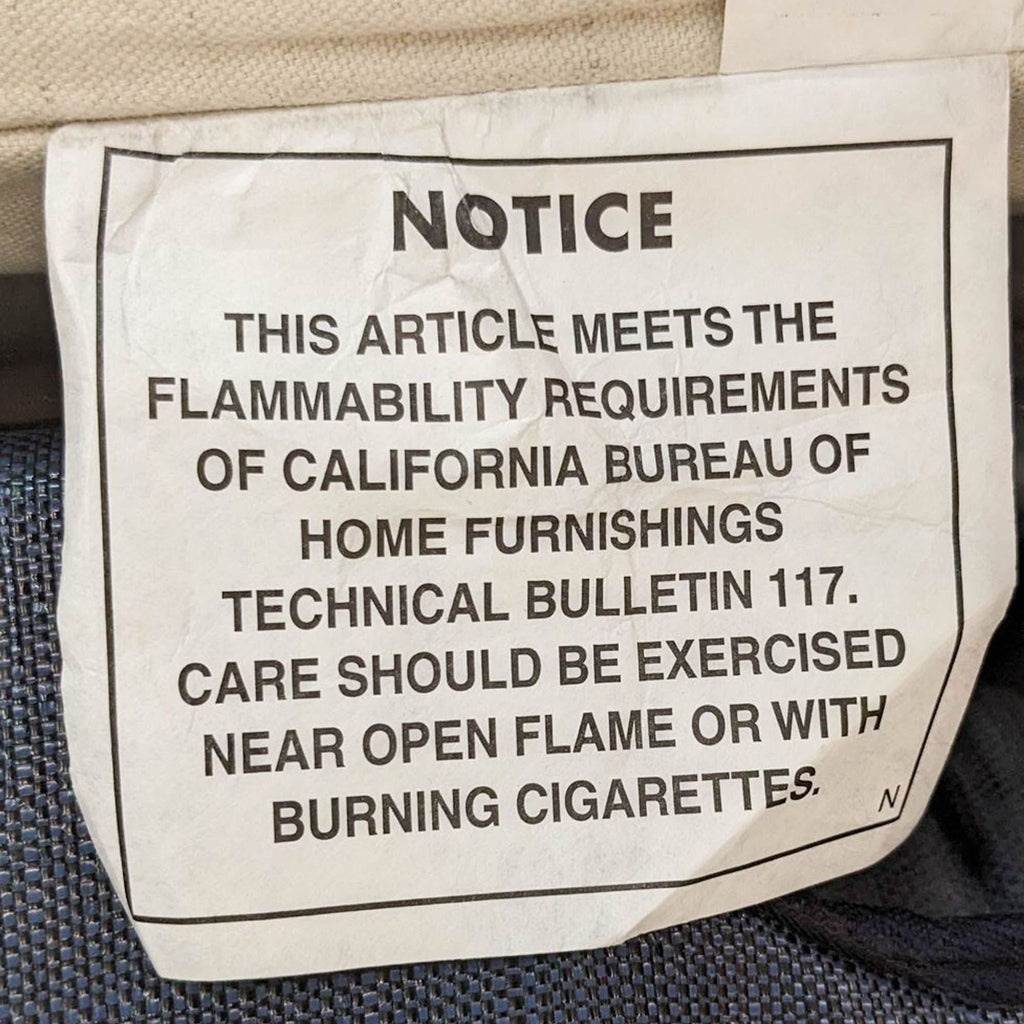 NOTICE
THIS ARTICLE MEETS THE
FLAMMABILITY REQUIREMENTS
OF CALIFORNIA BUREAU OF
HOME FURNISHINGS
TECHNICAL BULLETIN 117.
CARE SHOULD BE EXERCISED
NEAR OPEN FLAME OR WITH
BURNING CIGARETTES.
N